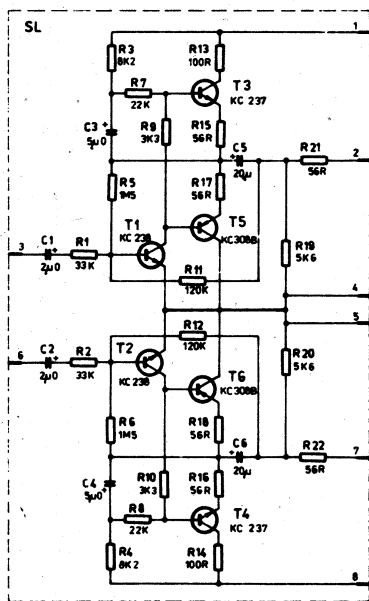 SL
1
R3
8K2
R13
100R
R7
22K
T3
KC 237
R9
3K3
R15
56R
C3 +
5µ0
C5
+
20µ
R21
56R
2
R5
1M5
R17
56R
T1
KC 238
T5
KC308B
3
C1
+
2µ0
R1
33K
R11
120K
R19
5K6
4
5
R12
120K
R20
5K6
6
C2
+
2µ0
R2
33K
T2
KC 238
T6
KC308B
R6
1M5
R18
56R
C6
+
20µ
R22
56R
7
C4
5µ0 +
R10
3K3
R16
56R
R8
22K
T4
KC 237
R4
8K2
R14
100R
8